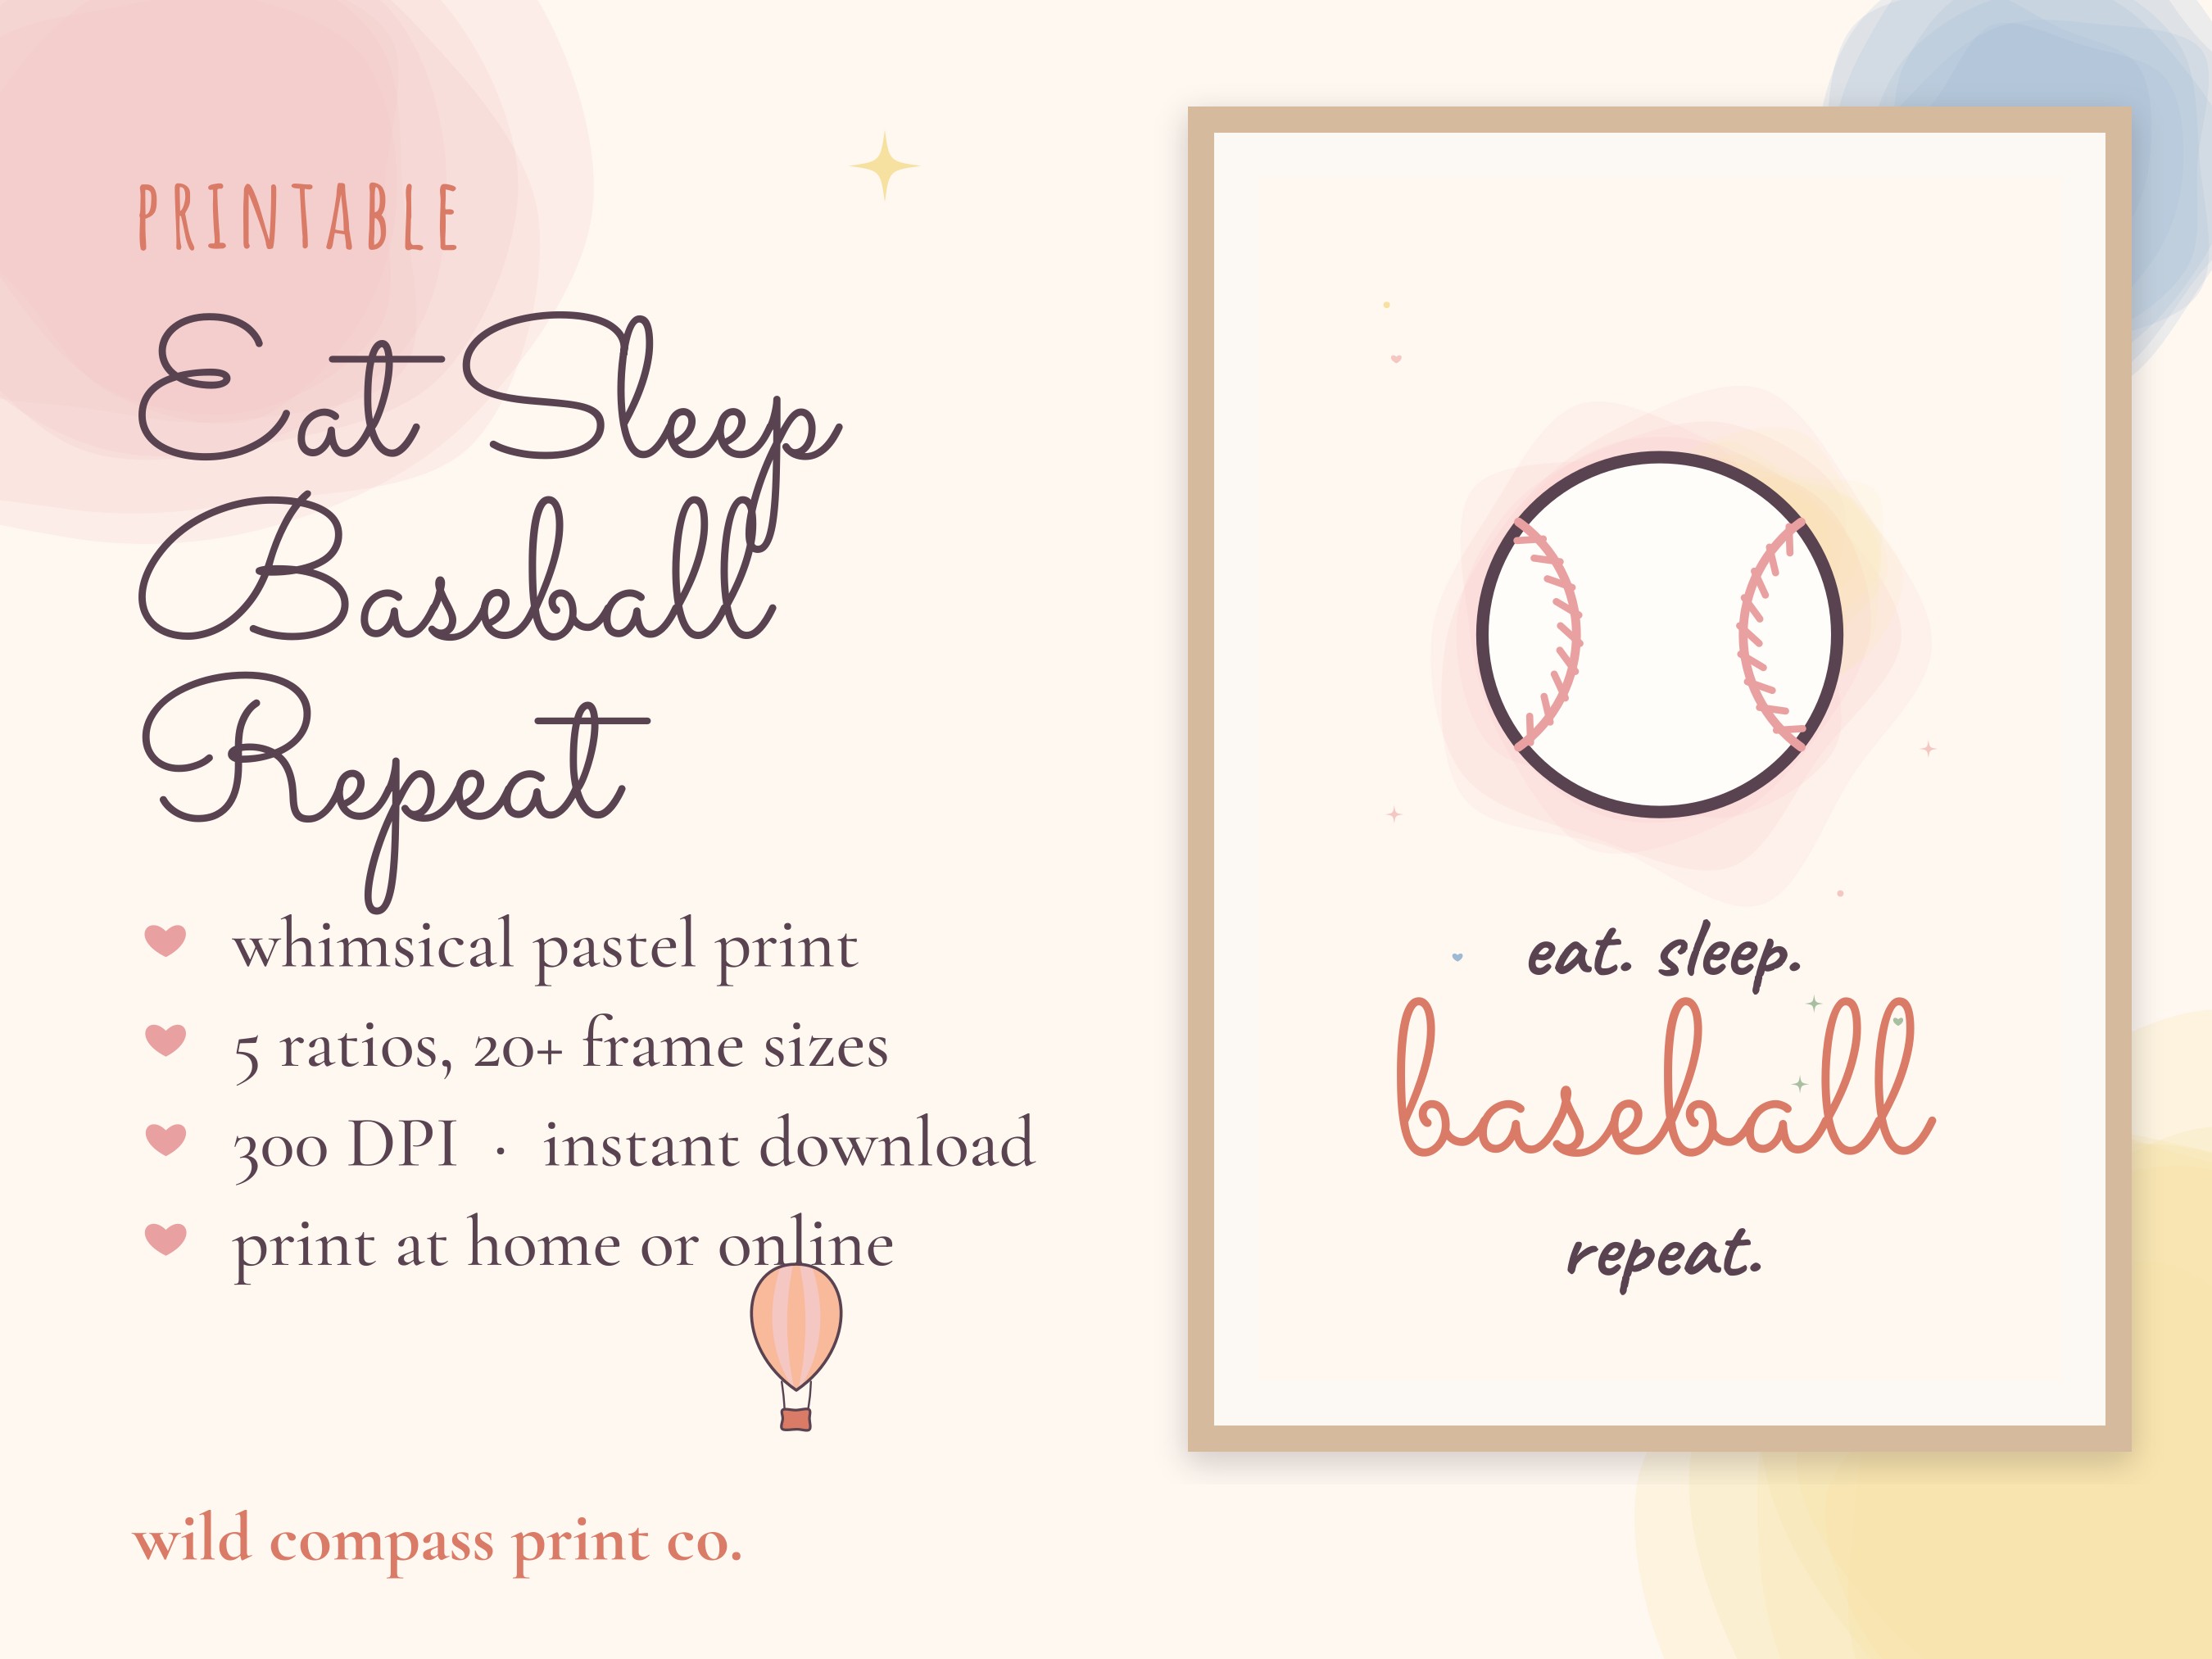 PRINTABLE
Eat Sleep
Baseball
Repeat
whimsical pastel print
5 ratios, 20+ frame sizes
300 DPI · instant download
print at home or online
wild compass print co.
eat. sleep.
baseball
repeat.